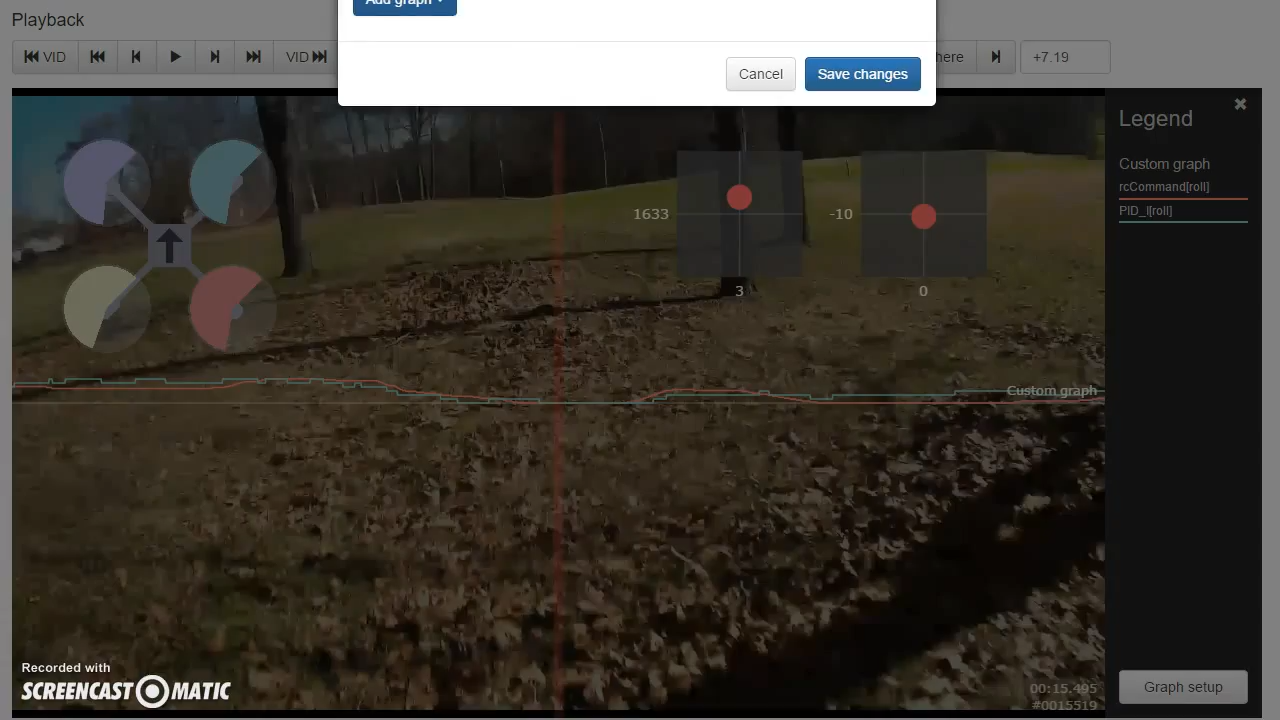 Playback
Add graph
Cancel
Save changes
VID
VID
here
+7.19
Legend
Custom graph
rcCommand[roll]
PID_I[roll]
1633
-10
3
0
Custom graph
Recorded with
SCREENCAST MATIC
00:15.495
#0015519
Graph setup